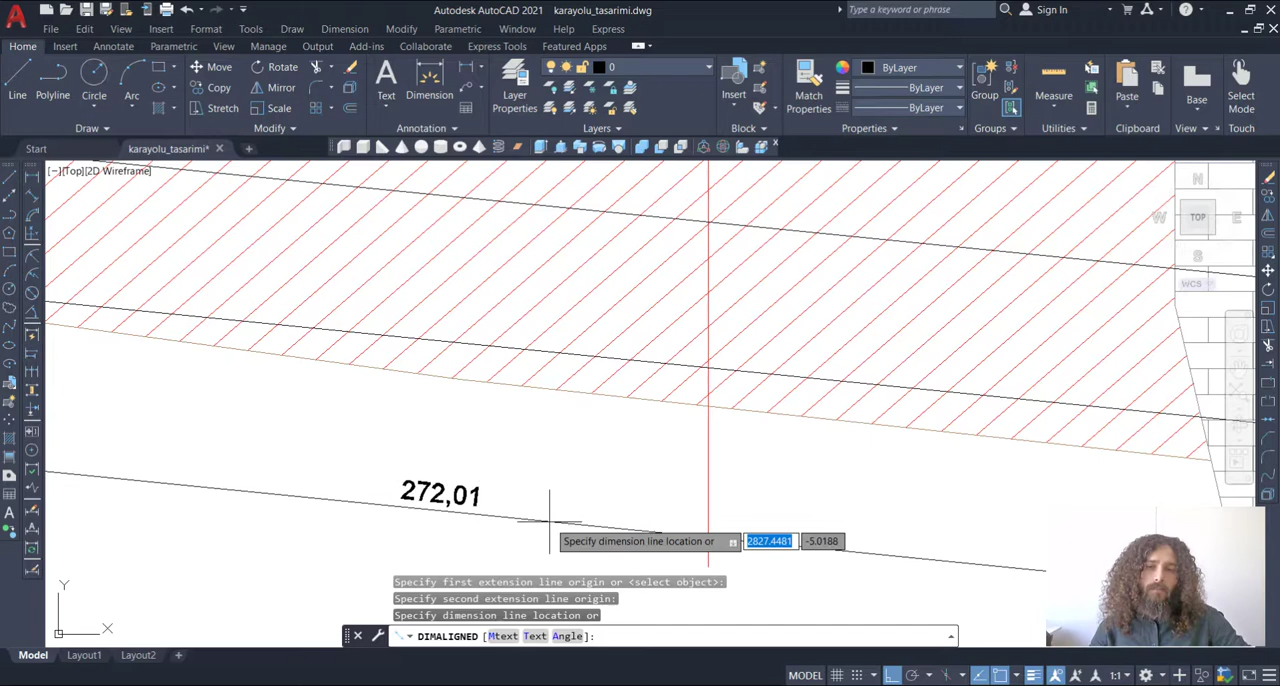 Autodesk AutoCAD 2021 karayolu_tasarimi.dwg
Type a keyword or phrase
Sign In
File Edit View Insert Format Tools Draw Dimension Modify Parametric Window Help Express
Home Insert Annotate Parametric View Manage Output Add-ins Collaborate Express Tools Featured Apps
Line Polyline Circle Arc
Draw
Move Rotate
Copy Mirror
Stretch Scale
Modify
Text Dimension
Annotation
Layer Properties
0
Layers
Insert
Block
Match Properties
ByLayer
ByLayer
ByLayer
Properties
Group
Groups
Measure
Utilities
Paste
Clipboard
Base
View
Select Mode
Touch
Start karayolu_tasarimi*
[−][Top][2D Wireframe]
N
W TOP E
S
WCS
272,01
Specify dimension line location or 2827.4481 -5.0188
Specify first extension line origin or <select object>:
Specify second extension line origin:
Specify dimension line location or
DIMALIGNED [Mtext Text Angle]:
Y
X
Model Layout1 Layout2
MODEL 1:1